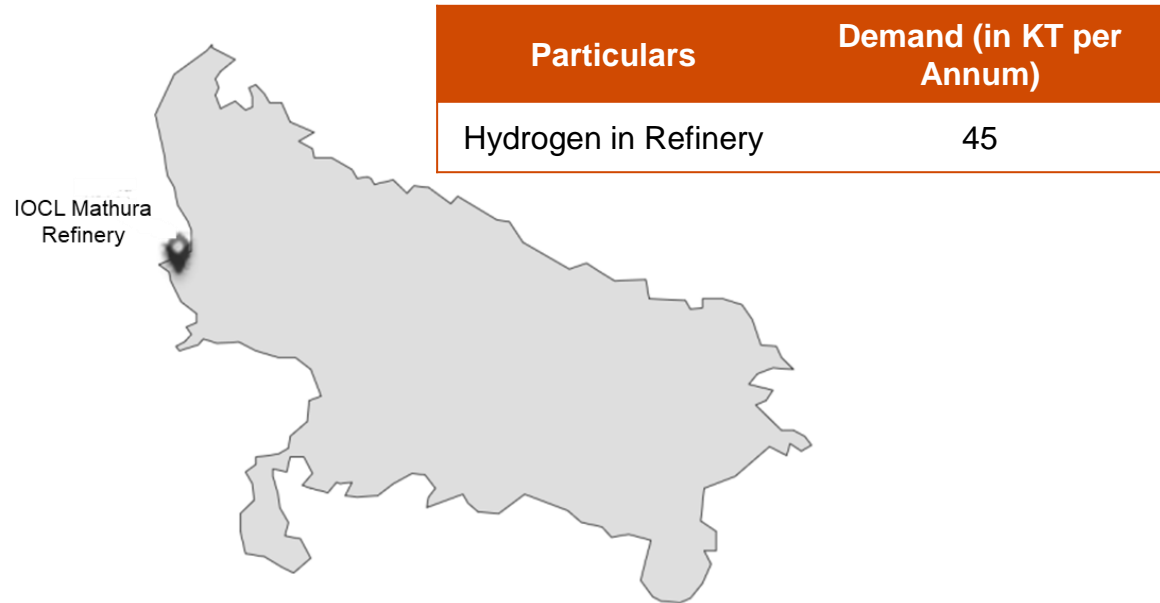 Particulars
Demand (in KT per
Annum)
Hydrogen in Refinery
45
IOCL Mathura
Refinery